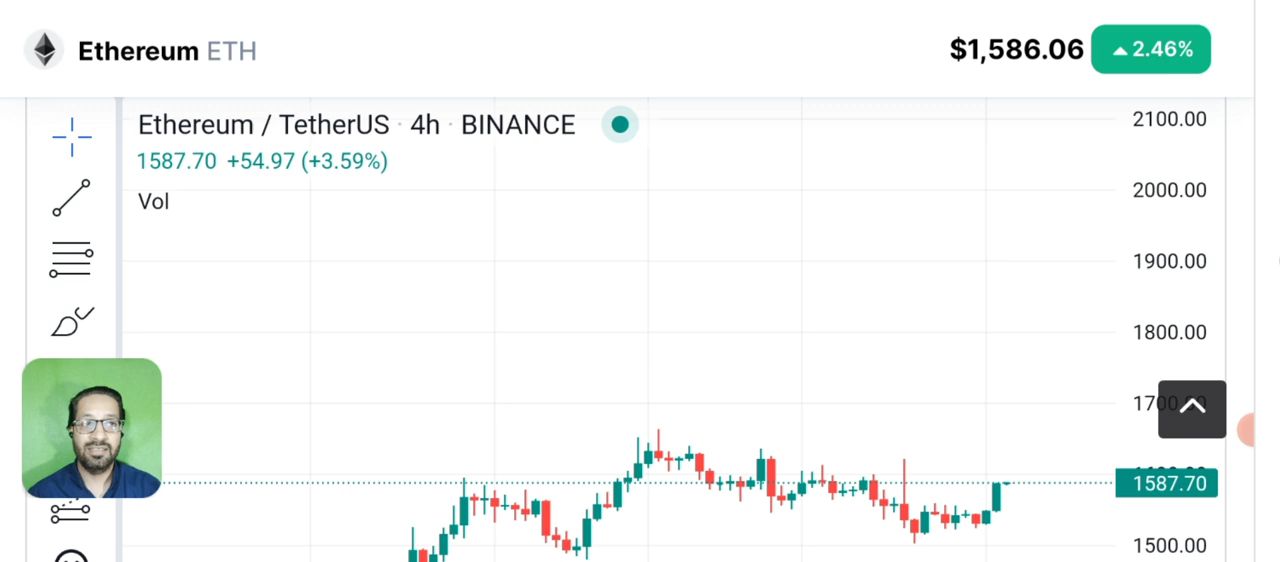 Ethereum ETH
$1,586.06 ▲2.46%
Ethereum / TetherUS · 4h · BINANCE
1587.70 +54.97 (+3.59%)
Vol
2100.00
2000.00
1900.00
1800.00
1587.70
1500.00